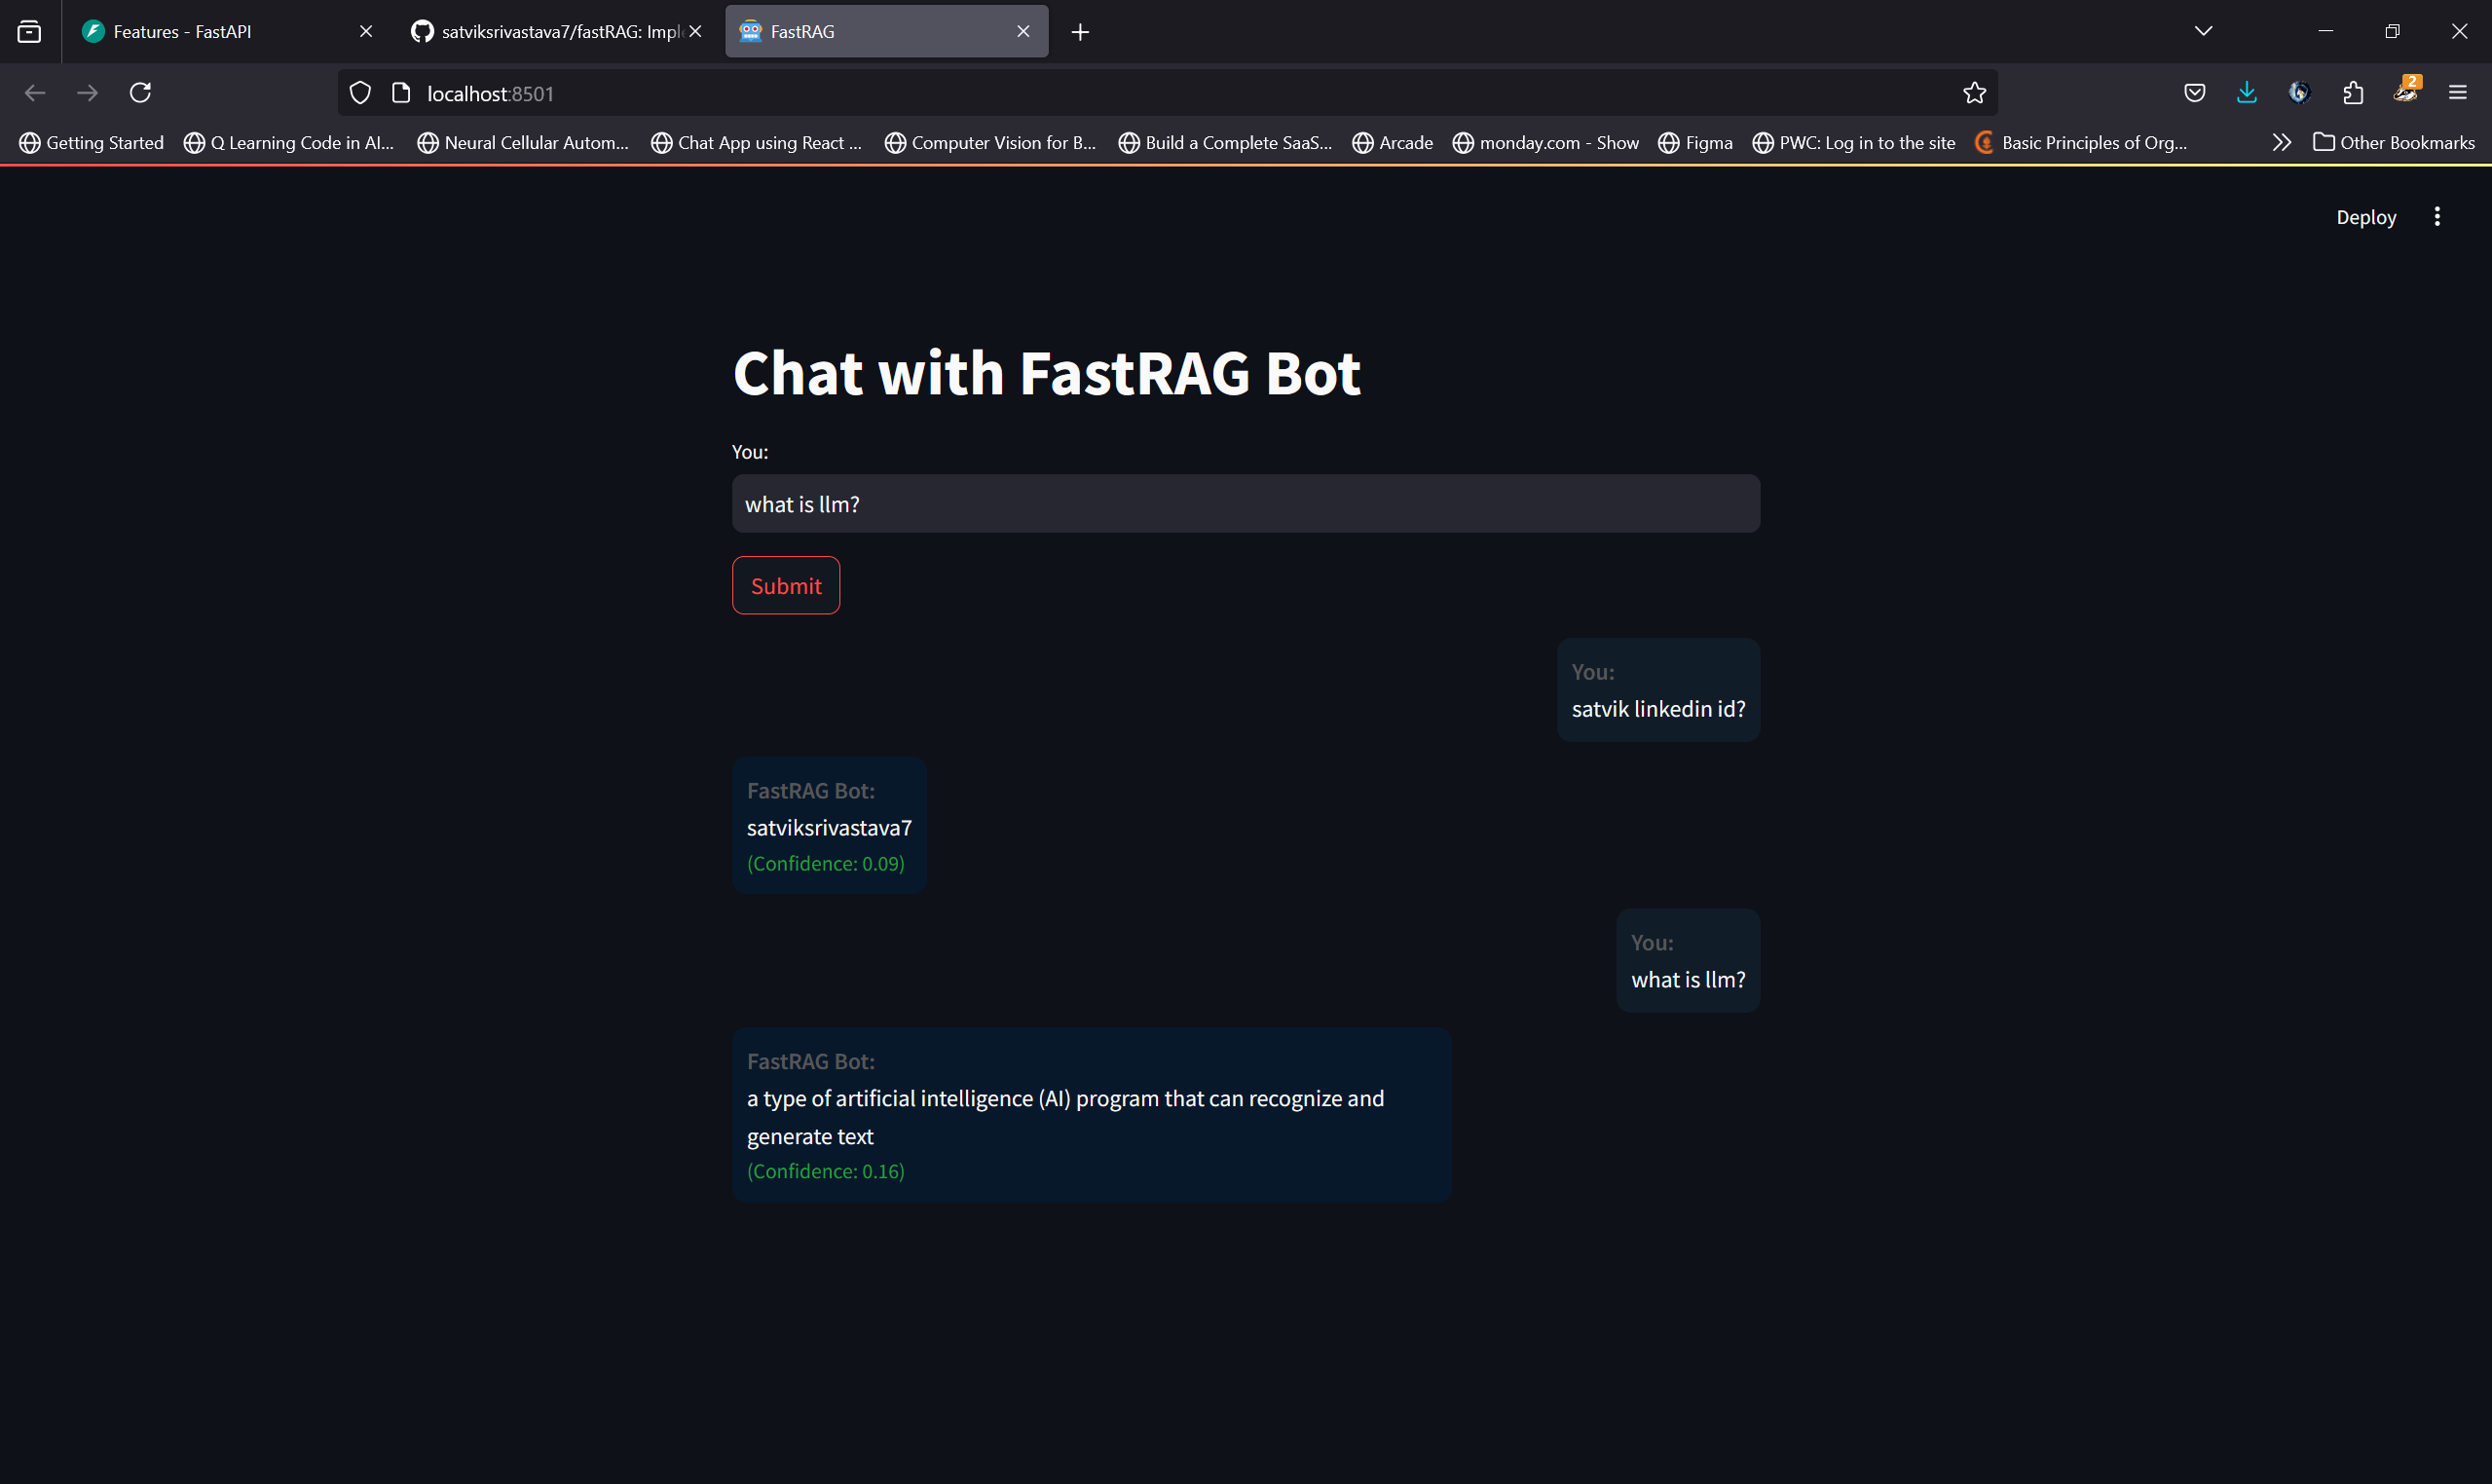 Features - FastAPI
satviksrivastava7/fastRAG: Impl
FastRAG
localhost:8501
2
Getting Started
Q Learning Code in AI...
Neural Cellular Autom...
Chat App using React ...
Computer Vision for B...
Build a Complete SaaS...
Arcade
monday.com - Show
Figma
PWC: Log in to the site
Basic Principles of Org...
Other Bookmarks
Deploy
Chat with FastRAG Bot
You:
what is llm?
Submit
You:
satvik linkedin id?
FastRAG Bot:
satviksrivastava7
(Confidence: 0.09)
You:
what is llm?
FastRAG Bot:
a type of artificial intelligence (AI) program that can recognize and
generate text
(Confidence: 0.16)